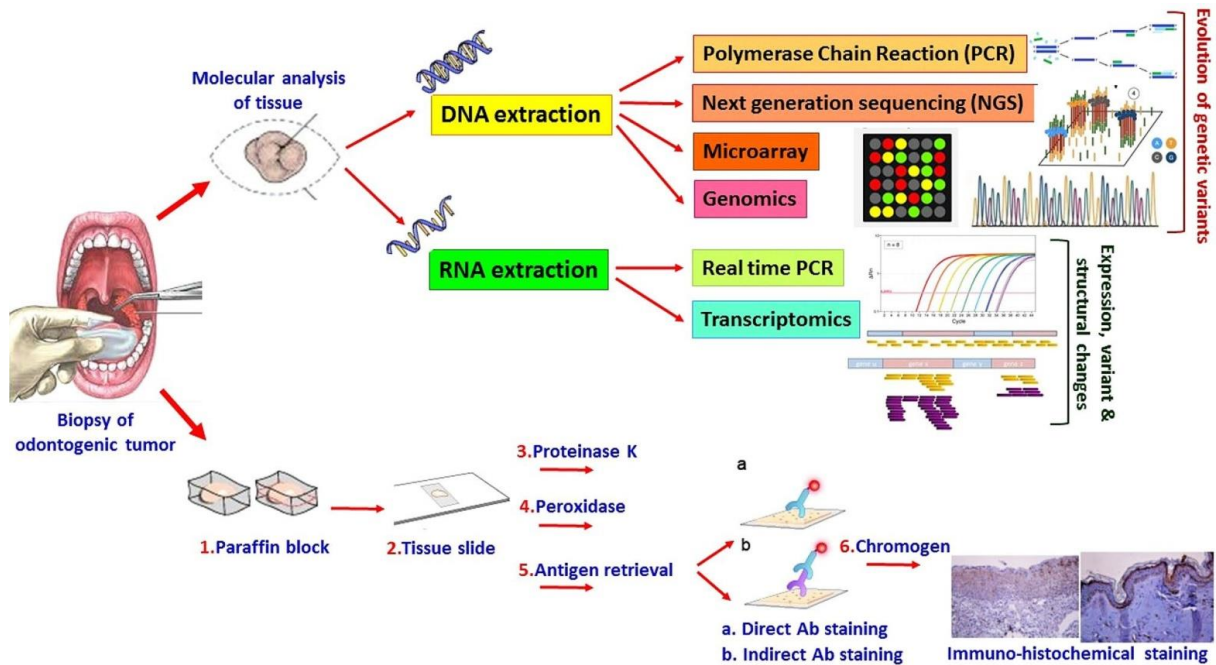 Molecular analysis
of tissue
DNA extraction
Polymerase Chain Reaction (PCR)
Next generation sequencing (NGS)
Microarray
Genomics
4
A
T
C
G
Evolution of genetic variants
RNA extraction
Real time PCR
Transcriptomics
Cycle
Expression, variant &
structural changes
Biopsy of
odontogenic tumor
1.Paraffin block
2.Tissue slide
3.Proteinase K
4.Peroxidase
5.Antigen retrieval
a
b
6.Chromogen
a. Direct Ab staining
b. Indirect Ab staining
Immuno-histochemical staining